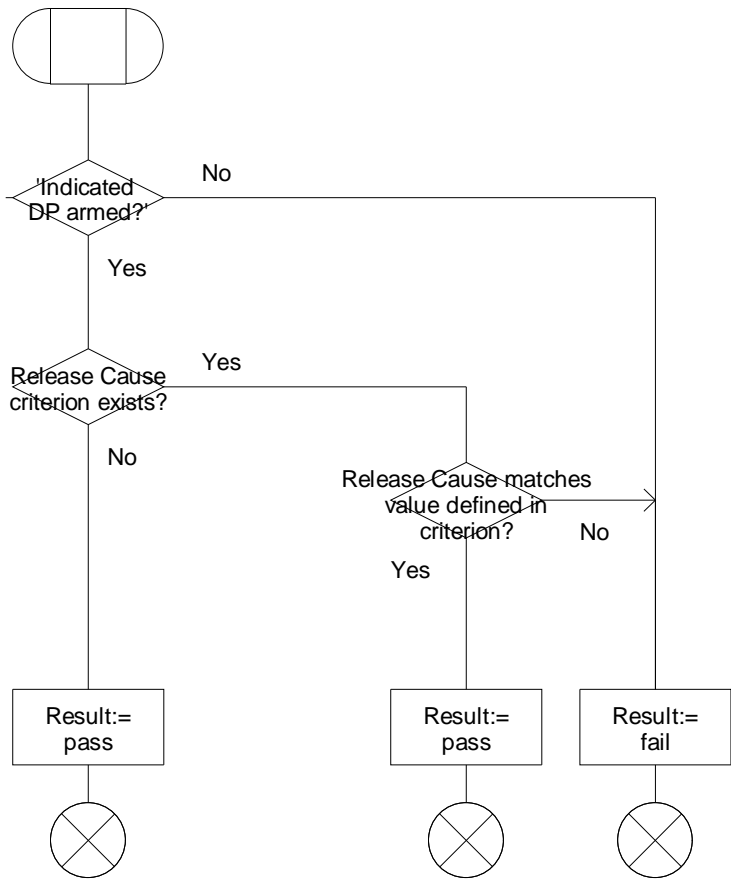 'Indicated
DP armed?'
No
Yes
Release Cause
criterion exists?
Yes
No
Release Cause matches
value defined in
criterion?
No
Yes
Result:=
pass
Result:=
pass
Result:=
fail